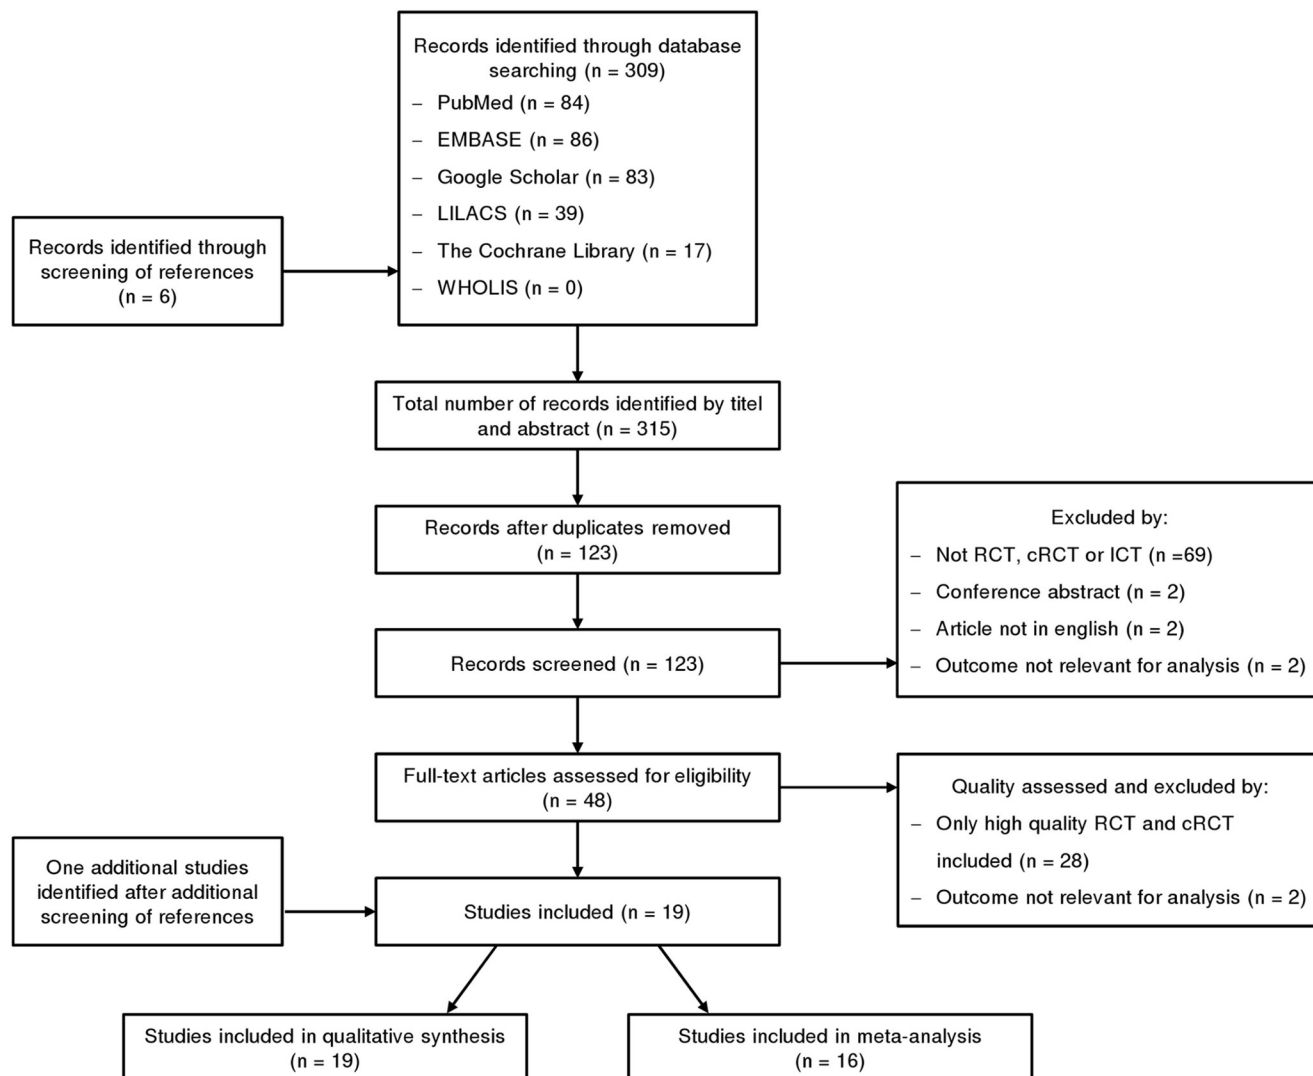 Records identified through database
searching (n = 309)
– PubMed (n = 84)
– EMBASE (n = 86)
– Google Scholar (n = 83)
– LILACS (n = 39)
– The Cochrane Library (n = 17)
– WHOLIS (n = 0)
Records identified through
screening of references
(n = 6)
Total number of records identified by titel
and abstract (n = 315)
Records after duplicates removed
(n = 123)
Records screened (n = 123)
Excluded by:
– Not RCT, cRCT or ICT (n =69)
– Conference abstract (n = 2)
– Article not in english (n = 2)
– Outcome not relevant for analysis (n = 2)
Full-text articles assessed for eligibility
(n = 48)
Quality assessed and excluded by:
– Only high quality RCT and cRCT
included (n = 28)
– Outcome not relevant for analysis (n = 2)
One additional studies
identified after additional
screening of references
Studies included (n = 19)
Studies included in qualitative synthesis
(n = 19)
Studies included in meta-analysis
(n = 16)